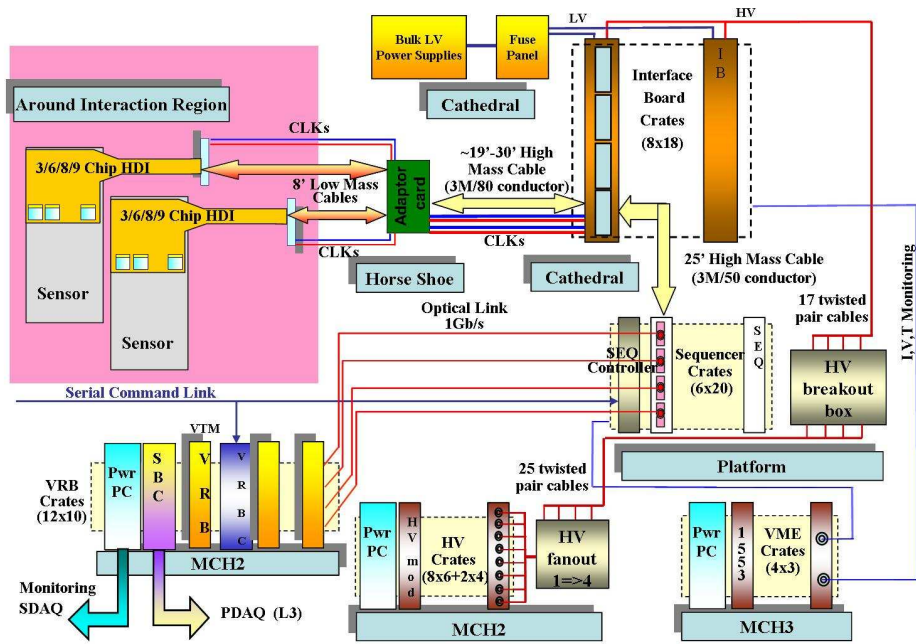 LV
HV
Bulk LV
Power Supplies
Fuse
Panel
I
B
Interface
Board
Crates
(8x18)
Cathedral
Around Interaction Region
CLKs
3/6/8/9 Chip HDI
8' Low Mass
Cables
Adaptor
card
~19'-30' High
Mass Cable
(3M/80 conductor)
3/6/8/9 Chip HDI
CLKs
CLKs
Horse Shoe
Cathedral
25' High Mass Cable
(3M/50 conductor)
Sensor
Sensor
Optical Link
1Gb/s
17 twisted
pair cables
I,V,T Monitoring
SEQ
Controller
Sequencer
Crates
(6x20)
S
E
Q
HV
breakout
box
Serial Command Link
VTM
Platform
VRB
Crates
(12x10)
Pwr
PC
S
B
C
V
R
B
V
R
B
C
25 twisted
pair cables
MCH2
Pwr
PC
H
V
m
o
d
HV
Crates
(8x6+2x4)
HV
fanout
1=>4
Pwr
PC
1
5
5
3
VME
Crates
(4x3)
Monitoring
SDAQ
PDAQ (L3)
MCH2
MCH3